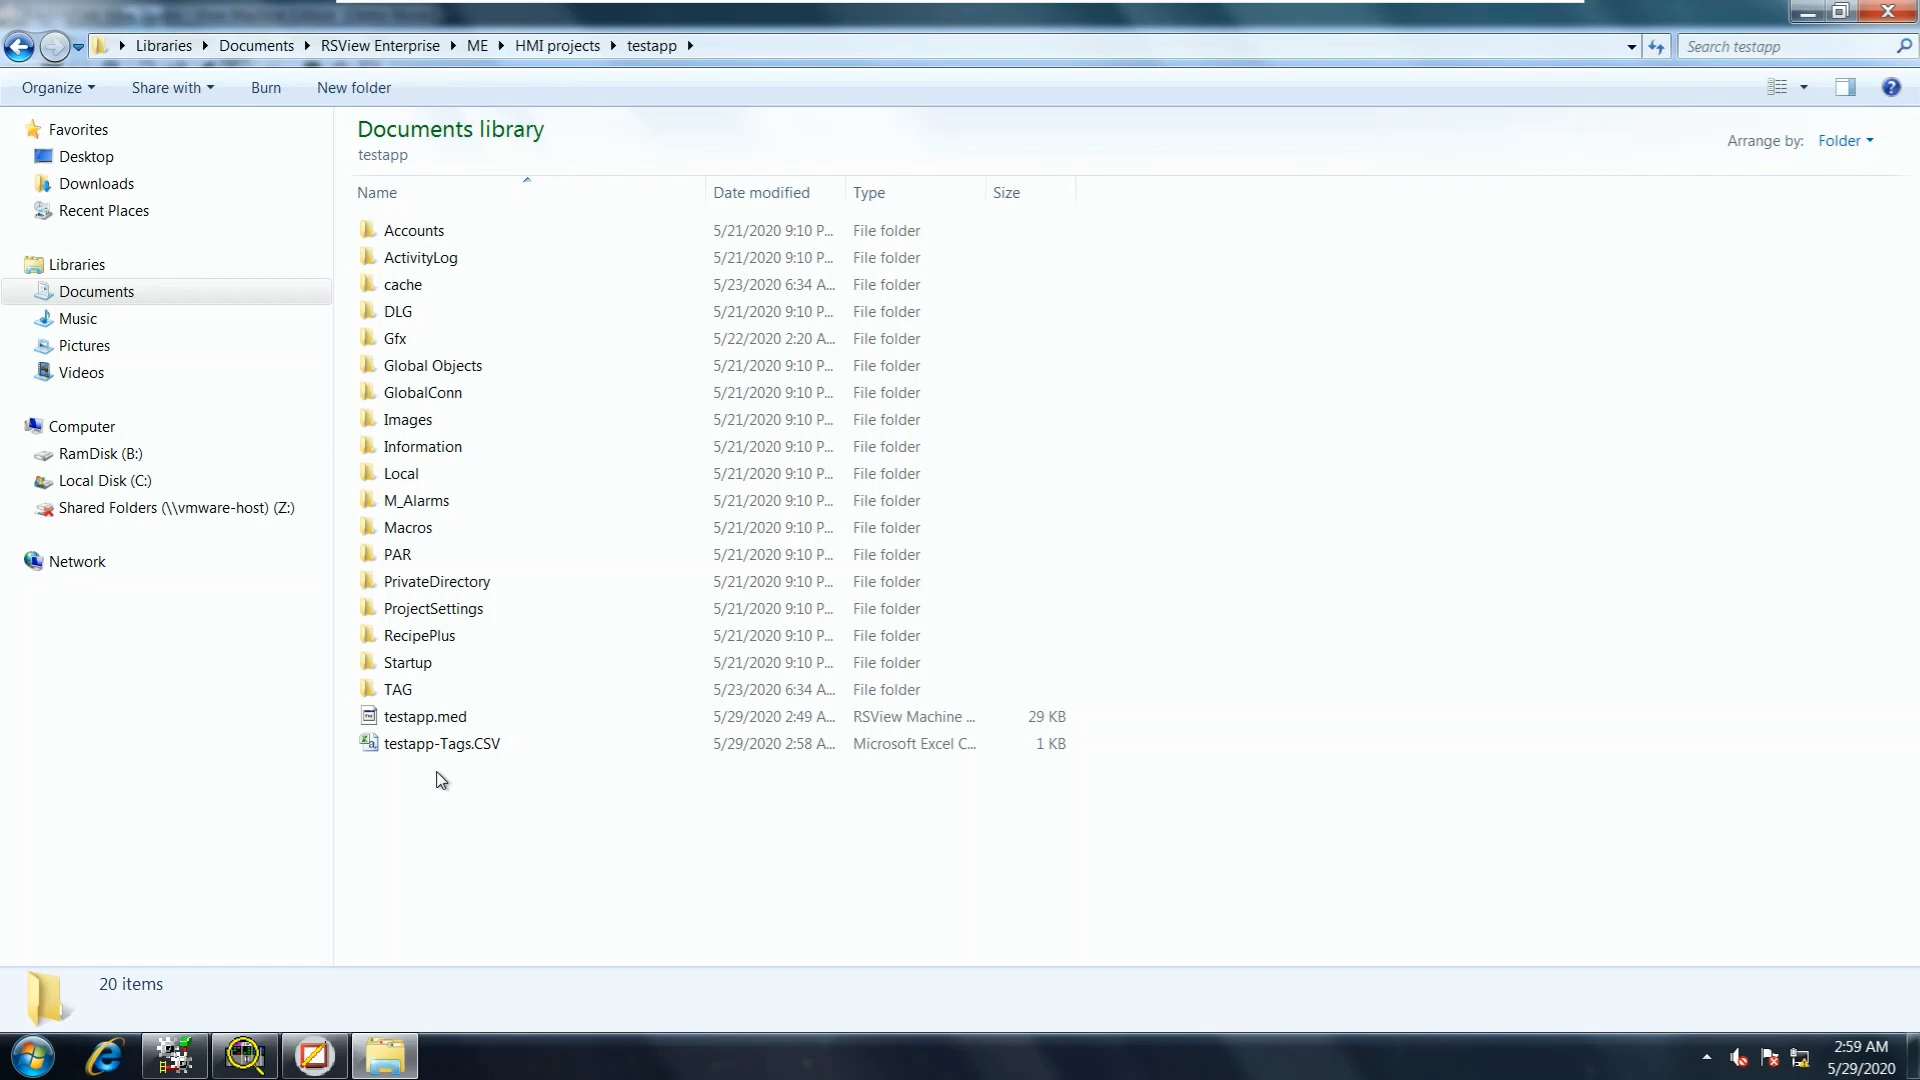 Libraries Documents RSView Enterprise ME HMI projects testapp
Search testapp
Organize Share with Burn New folder
Favorites
Desktop
Downloads
Recent Places
Libraries
Documents
Music
Pictures
Videos
Computer
RamDisk (B:)
Local Disk (C:)
Shared Folders (\\vmware-host) (Z:)
Network
Documents library
testapp
Arrange by: Folder
Name Date modified Type Size
Accounts 5/21/2020 9:10 P... File folder
ActivityLog 5/21/2020 9:10 P... File folder
cache 5/23/2020 6:34 A... File folder
DLG 5/21/2020 9:10 P... File folder
Gfx 5/22/2020 2:20 A... File folder
Global Objects 5/21/2020 9:10 P... File folder
GlobalConn 5/21/2020 9:10 P... File folder
Images 5/21/2020 9:10 P... File folder
Information 5/21/2020 9:10 P... File folder
Local 5/21/2020 9:10 P... File folder
M_Alarms 5/21/2020 9:10 P... File folder
Macros 5/21/2020 9:10 P... File folder
PAR 5/21/2020 9:10 P... File folder
PrivateDirectory 5/21/2020 9:10 P... File folder
ProjectSettings 5/21/2020 9:10 P... File folder
RecipePlus 5/21/2020 9:10 P... File folder
Startup 5/21/2020 9:10 P... File folder
TAG 5/23/2020 6:34 A... File folder
testapp.med 5/29/2020 2:49 A... RSView Machine ... 29 KB
testapp-Tags.CSV 5/29/2020 2:58 A... Microsoft Excel C... 1 KB
20 items
2:59 AM
5/29/2020